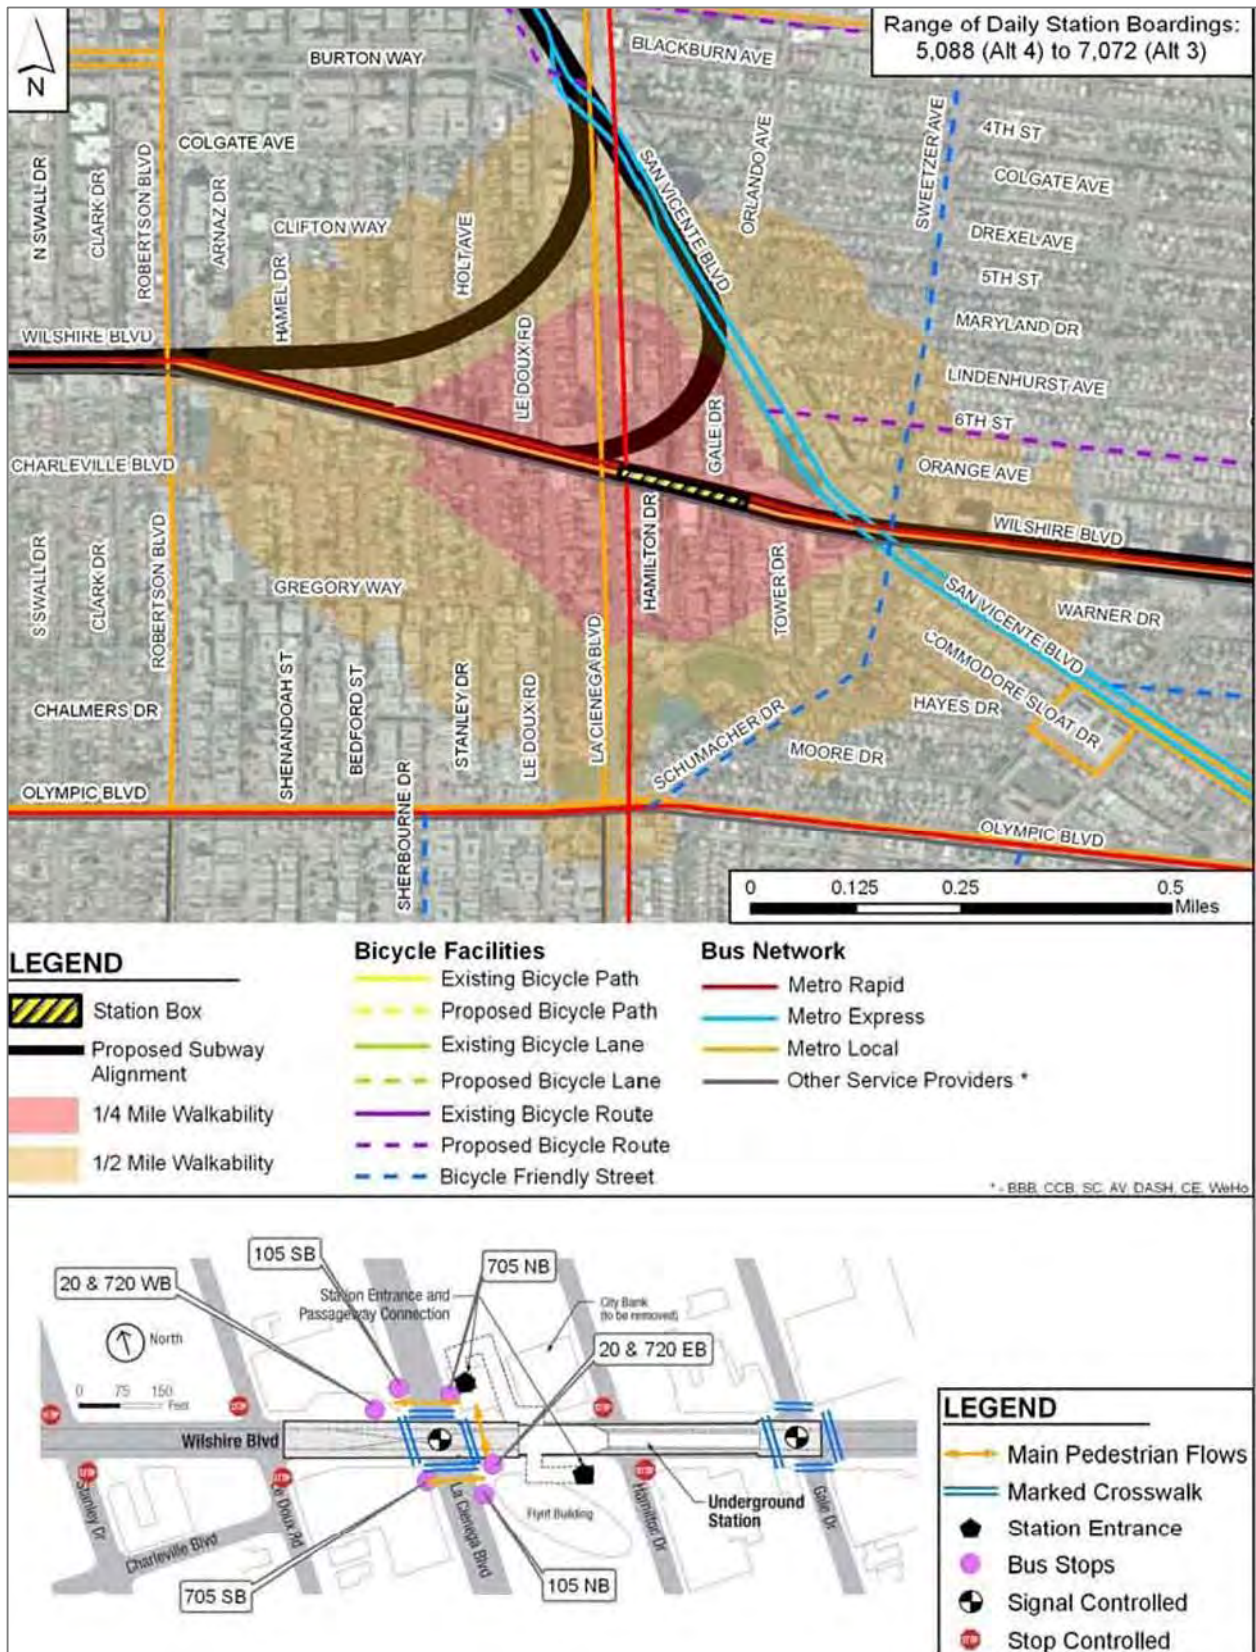 Range of Daily Station Boardings:
5,088 (Alt 4) to 7,072 (Alt 3)
N
BURTON WAY
BLACKBURN AVE
COLGATE AVE
4TH ST
COLGATE AVE
N SWALL DR
CLARK DR
ROBERTSON BLVD
ARNAZ DR
CLIFTON WAY
HAMEL DR
HOLT AVE
SAN VICENTE BLVD
ORLANDO AVE
SWEETZER AVE
DREXEL AVE
5TH ST
MARYLAND DR
LINDENHURST AVE
6TH ST
WILSHIRE BLVD
LE DOUX RD
GALE DR
ORANGE AVE
CHARLEVILLE BLVD
WILSHIRE BLVD
S SWALL DR
CLARK DR
ROBERTSON BLVD
GREGORY WAY
HAMILTON DR
TOWER DR
SAN VICENTE BLVD
WARNER DR
COMMODORE SLOAT DR
HAYES DR
CHALMERS DR
SHENANDOAH ST
BEDFORD ST
STANLEY DR
LE DOUX RD
LA CIENEGA BLVD
SCHUMACHER DR
MOORE DR
OLYMPIC BLVD
SHERBOURNE DR
OLYMPIC BLVD
0 0.125 0.25 0.5
Miles
LEGEND
Station Box
Proposed Subway
Alignment
1/4 Mile Walkability
1/2 Mile Walkability
Bicycle Facilities
Existing Bicycle Path
Proposed Bicycle Path
Existing Bicycle Lane
Proposed Bicycle Lane
Existing Bicycle Route
Proposed Bicycle Route
Bicycle Friendly Street
Bus Network
Metro Rapid
Metro Express
Metro Local
Other Service Providers *
* - BBB, CCB, SC, AV, DASH, CE, WeHo
105 SB
705 NB
20 & 720 WB
Station Entrance and
Passageway Connection
City Bank
(to be removed)
20 & 720 EB
North
0 75 150
Feet
STOP
STOP
STOP
Wilshire Blvd
STOP
STOP
STOP
Stanley Dr
Le Doux Rd
Charleville Blvd
La Cienega Blvd
Flynt Building
Hamilton Dr
Underground
Station
Gale Dr
705 SB
105 NB
LEGEND
Main Pedestrian Flows
Marked Crosswalk
Station Entrance
Bus Stops
Signal Controlled
STOP
Stop Controlled